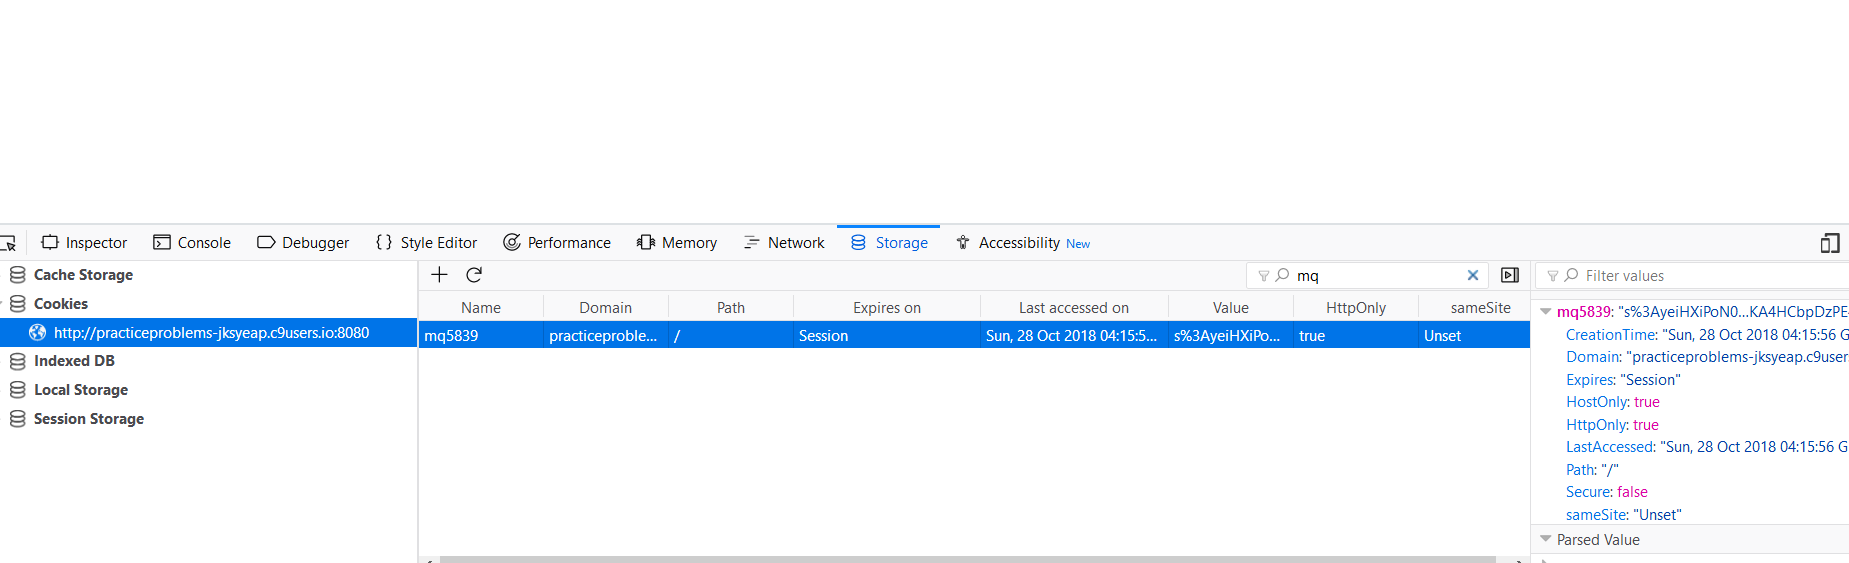 Inspector Console Debugger Style Editor Performance Memory Network Storage Accessibility New
Cache Storage
Cookies
http://practiceproblems-jksyeap.c9users.io:8080
Indexed DB
Local Storage
Session Storage
mq
Name Domain Path Expires on Last accessed on Value HttpOnly sameSite
mq5839 practiceproble... / Session Sun, 28 Oct 2018 04:15:5... s%3AyeiHXiPo... true Unset
Filter values
mq5839: "s%3AyeiHXiPoN0...KA4HCbpDzPE
CreationTime: "Sun, 28 Oct 2018 04:15:56 G
Domain: "practiceproblems-jksyeap.c9user
Expires: "Session"
HostOnly: true
HttpOnly: true
LastAccessed: "Sun, 28 Oct 2018 04:15:56 G
Path: "/"
Secure: false
sameSite: "Unset"
Parsed Value